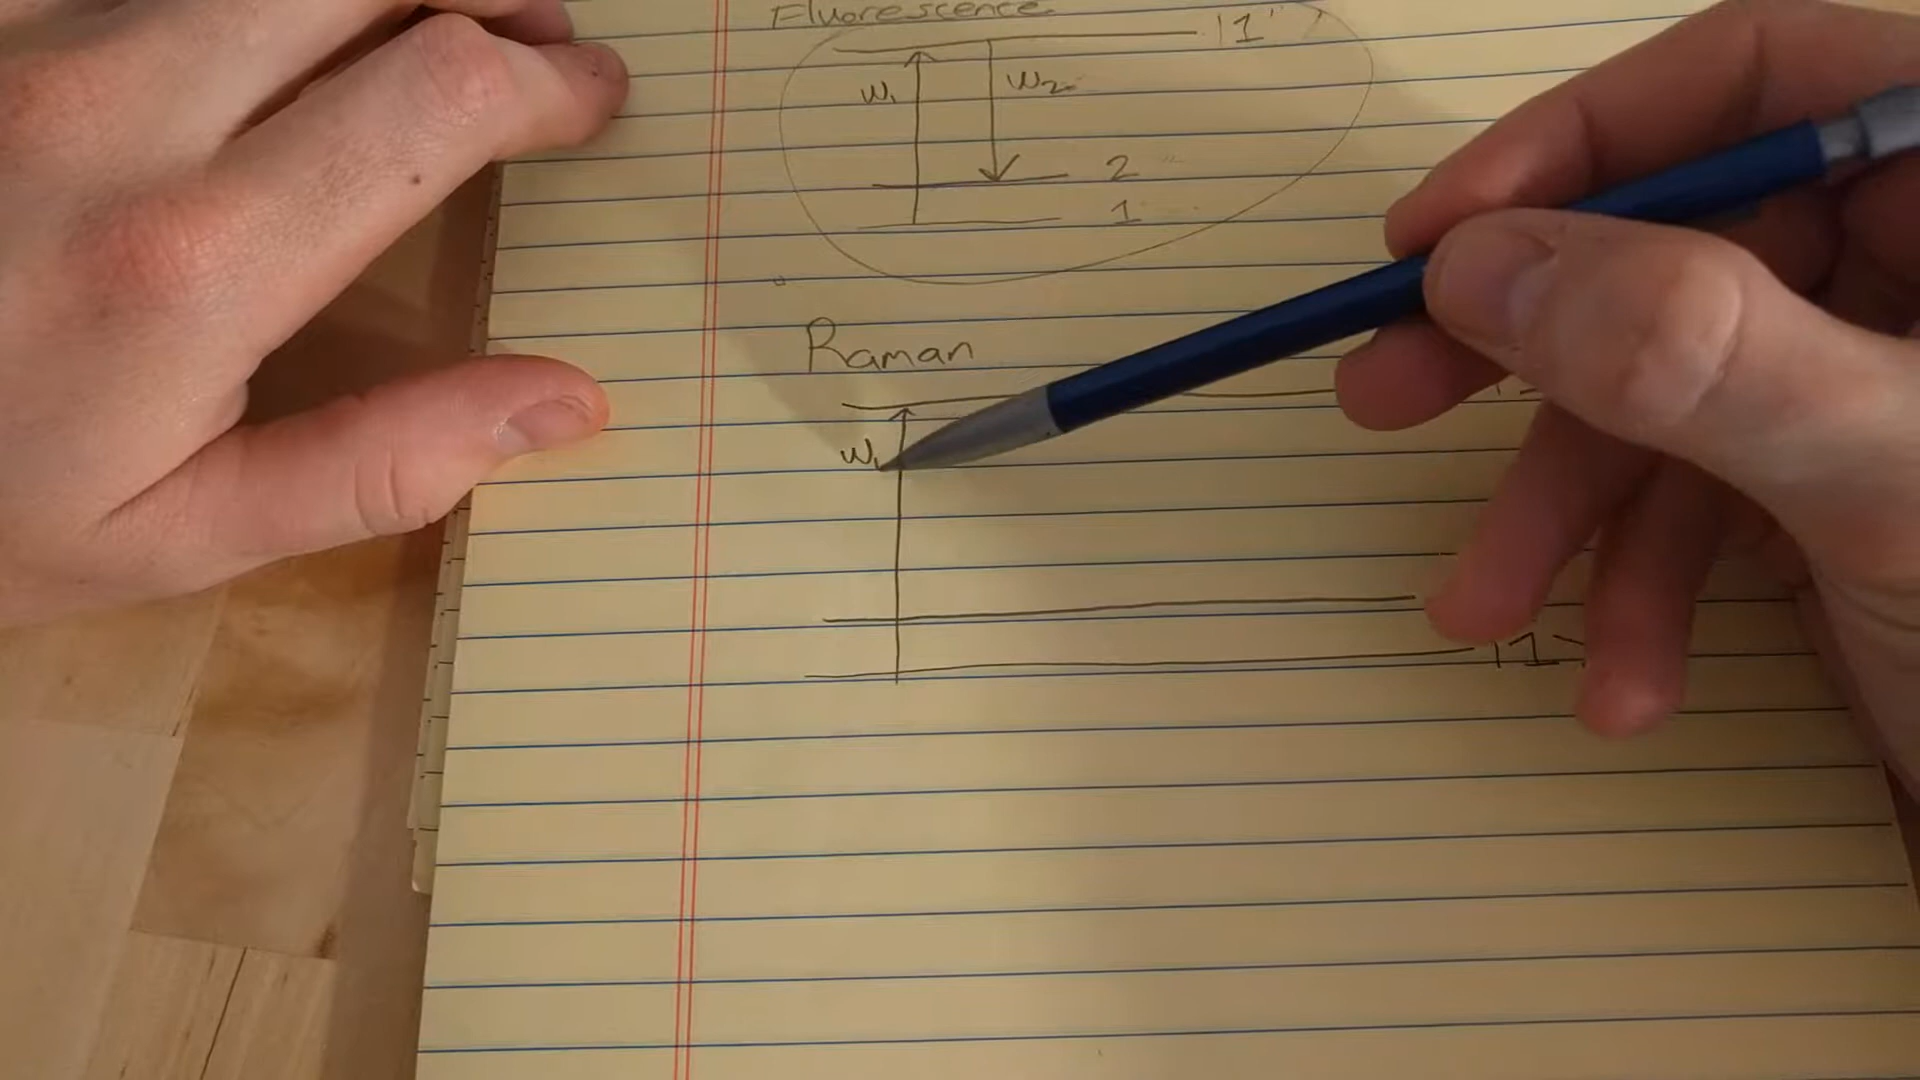 Fluorescence
|1'
w₁ w₂
2
1
Raman
w₁
|1>